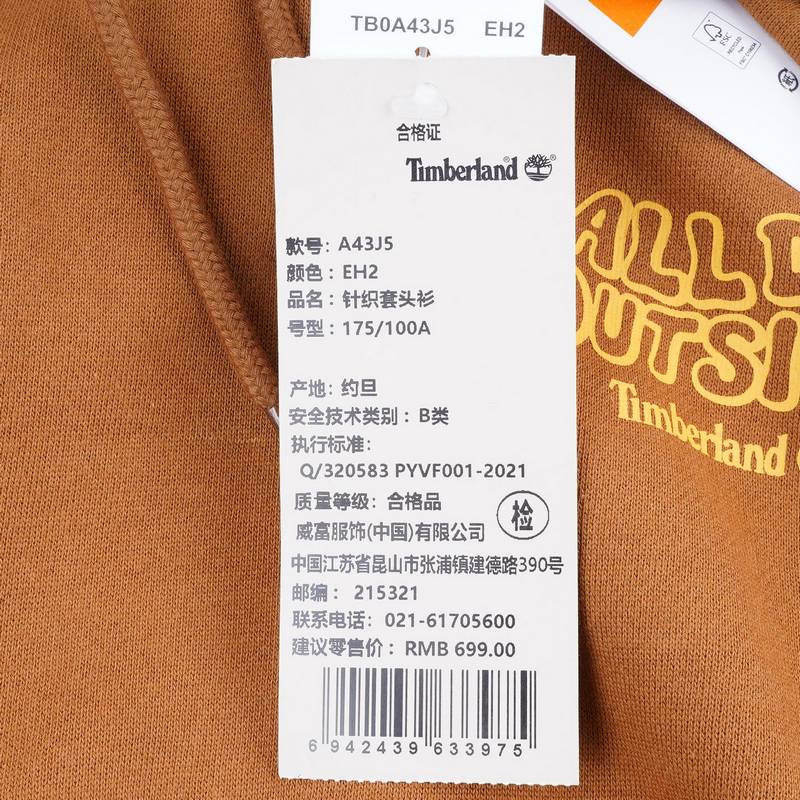 TB0A43J5 EH2
FSC
RECYCLED
合格证
Timberland®
款号: A43J5
颜色: EH2
品名: 针织套头衫
号型: 175/100A
产地: 约旦
安全技术类别: B类
执行标准:
Q/320583 PYVF001-2021
质量等级: 合格品
检
威富服饰(中国)有限公司
中国江苏省昆山市张浦镇建德路390号
邮编: 215321
联系电话: 021-61705600
建议零售价: RMB 699.00
6 942439 633975
ALL
OUTSI
Timberland